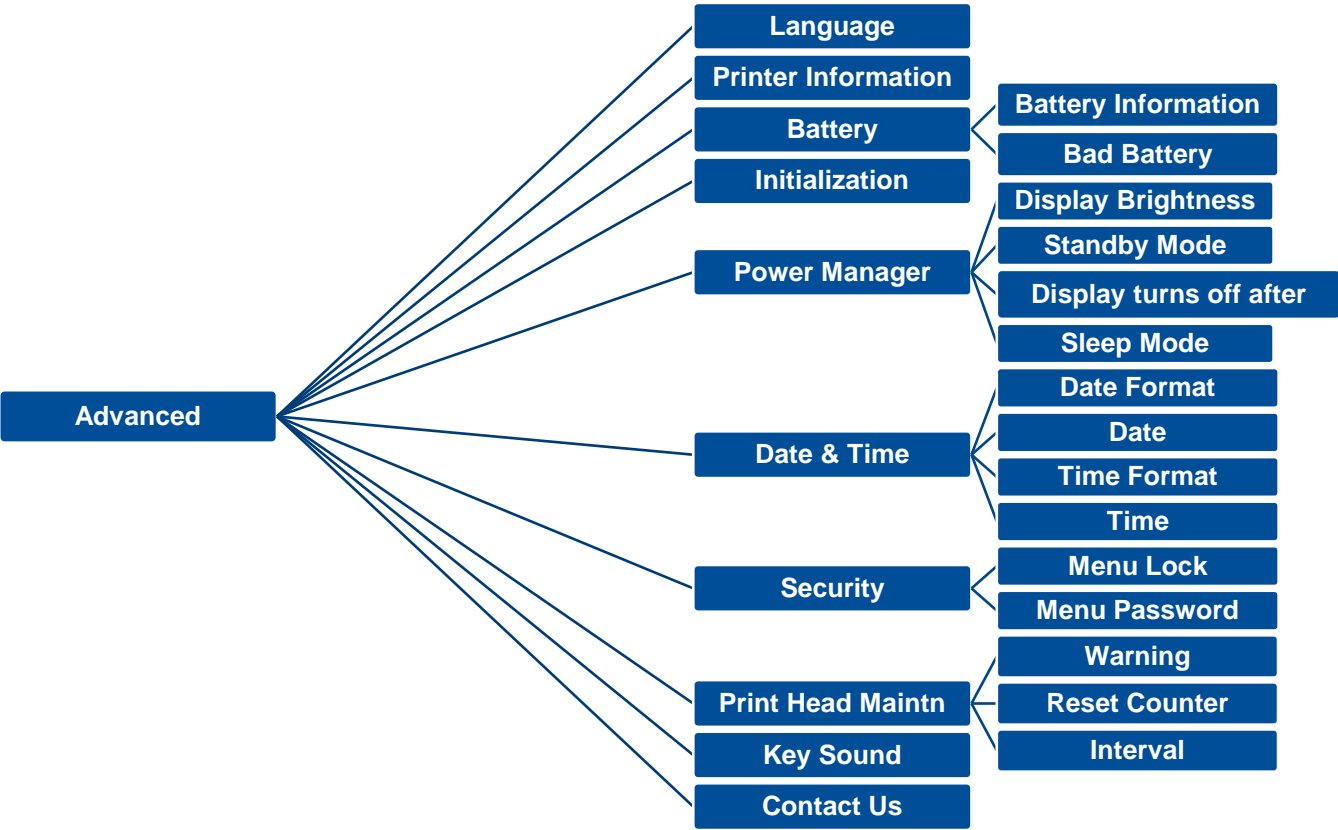 Advanced
Language
Printer Information
Battery
Battery Information
Bad Battery
Initialization
Power Manager
Display Brightness
Standby Mode
Display turns off after
Sleep Mode
Date & Time
Date Format
Date
Time Format
Time
Security
Menu Lock
Menu Password
Print Head Maintn
Warning
Reset Counter
Interval
Key Sound
Contact Us